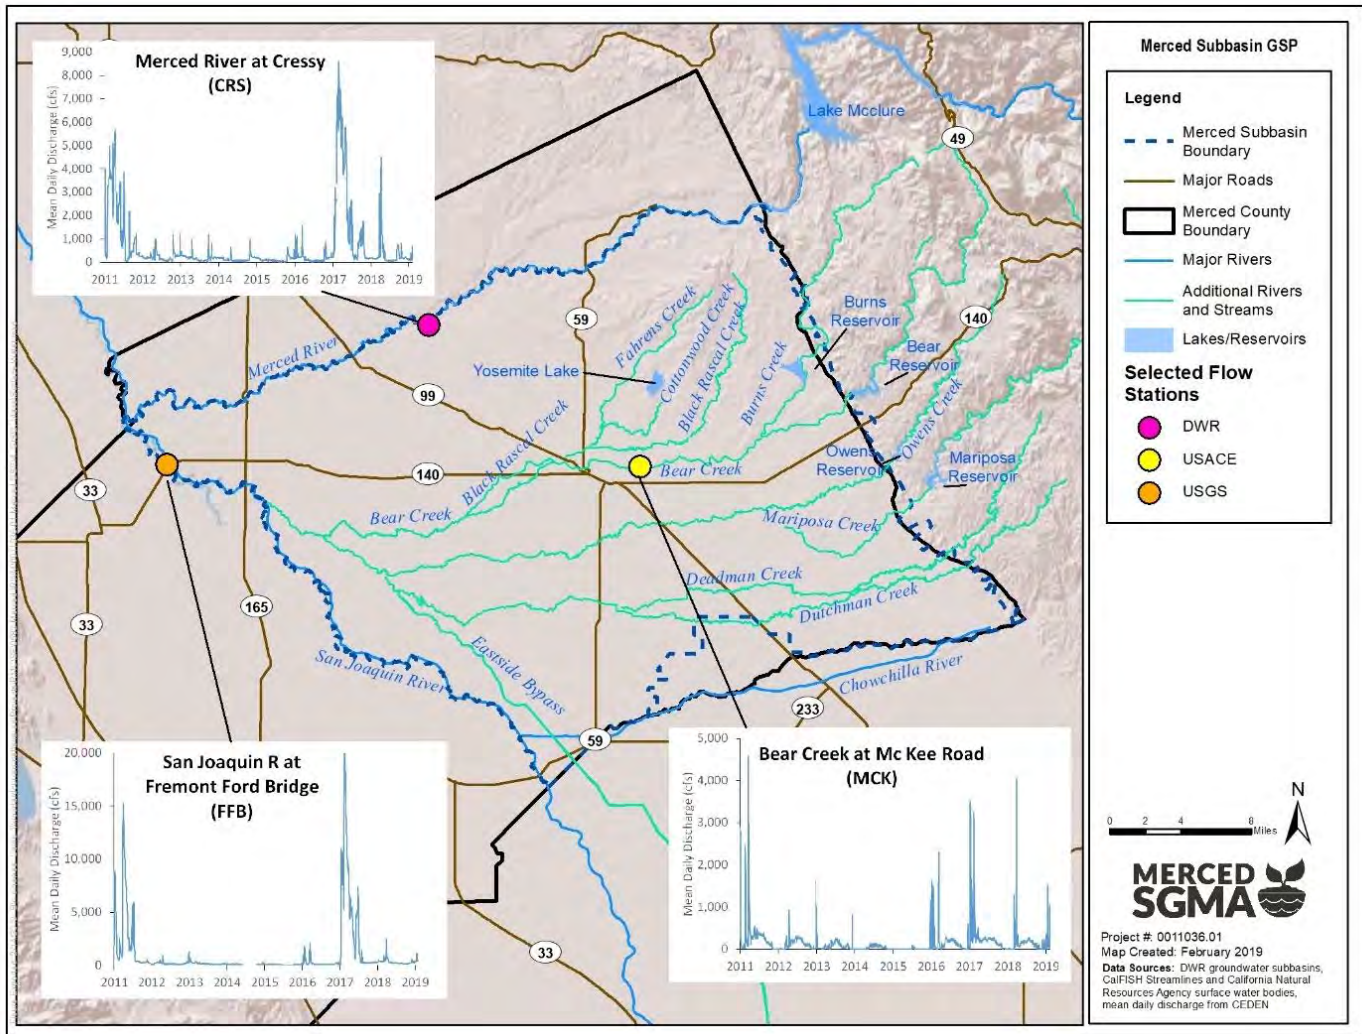 Merced River at Cressy
(CRS)
Mean Daily Discharge (cfs)
9,000
8,000
7,000
6,000
5,000
4,000
3,000
2,000
1,000
0
2011 2012 2013 2014 2015 2016 2017 2018 2019
Lake Mcclure
49
59
Burns
Reservoir
140
Bear
Reservoir
Fahrens Creek
Cottonwood Creek
Black Rascal Creek
Burns Creek
Yosemite Lake
Merced River
99
Owens Creek
Black Rascal Creek
Owens
Reservoir
Mariposa
Reservoir
Bear Creek
140
33
Bear Creek
Mariposa Creek
Deadman Creek
Dutchman Creek
165
33
Eastside Bypass
San Joaquin River
Chowchilla River
233
59
33
San Joaquin R at
Fremont Ford Bridge
(FFB)
Mean Daily Discharge (cfs)
20,000
15,000
10,000
5,000
0
2011 2012 2013 2014 2015 2016 2017 2018 2019
Bear Creek at Mc Kee Road
(MCK)
Mean Daily Discharge (cfs)
5,000
4,000
3,000
2,000
1,000
0
2011 2012 2013 2014 2015 2016 2017 2018 2019
Merced Subbasin GSP
Legend
Merced Subbasin
Boundary
Major Roads
Merced County
Boundary
Major Rivers
Additional Rivers
and Streams
Lakes/Reservoirs
Selected Flow
Stations
DWR
USACE
USGS
N
0 2 4 8
Miles
MERCED
SGMA
Project #: 0011036.01
Map Created: February 2019
Data Sources: DWR groundwater subbasins,
CalFISH Streamlines and California Natural
Resources Agency surface water bodies,
mean daily discharge from CEDEN